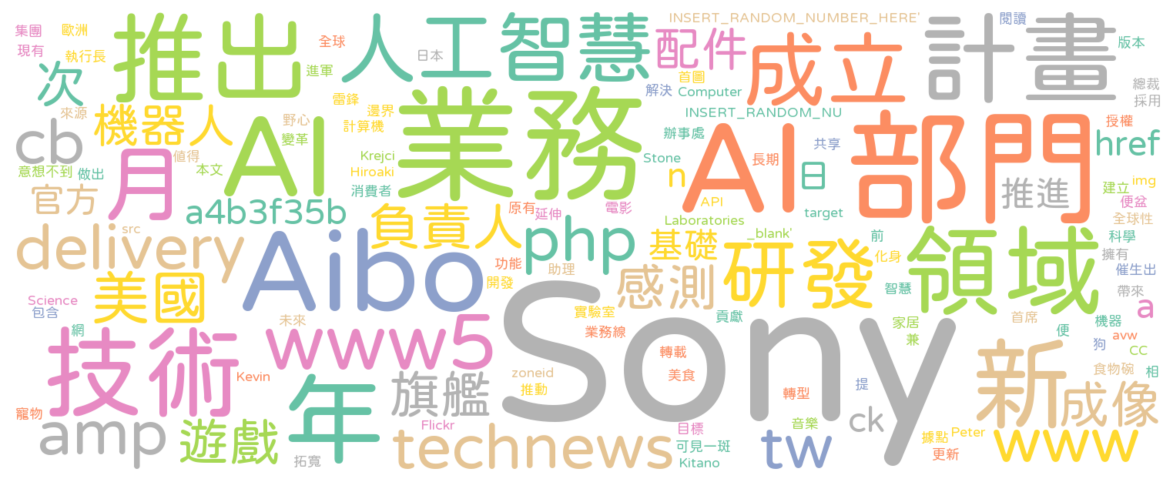 集團
歐洲
現有
執行長
全球
進軍
推出
人工智慧
日本
配件
INSERT_RANDOM_NUMBER_HERE'
閱讀
版本
成立
計畫
總裁
採用
次
首圖
解決
Computer
來源
機器人
野心
雷鋒
邊界
計算機
變革
AI
業務
INSERT_RANDOM_NU
辦事處
AI
部門
授權
href
cb
月
值得
本文
意想不到
做出
Krejci
Hiroaki
消費者
Stone
長期
共享
日
n
API
推進
建立
img
便盆
官方
a4b3f35b
負責人
原有
延伸
電影
Laboratories
target
_blank'
全球性
科學
delivery
src
Aibo
php
基礎
前
化身
領域
擁有
催生出
美國
功能
開發
助理
感測
研發
智慧
帶來
Science
包含
未來
網
www5
實驗室
業務線
貢獻
家居
兼
首席
便
機器
a
技術
Sony
狗
avw
CC
轉載
美食
新
食物碗
相
Kevin
年
旗艦
zoneid
推動
轉型
提
成像
寵物
amp
遊戲
拓寬
Flickr
technews
目標
可見一斑
Kitano
音樂
tw
ck
據點
Peter
更新
www